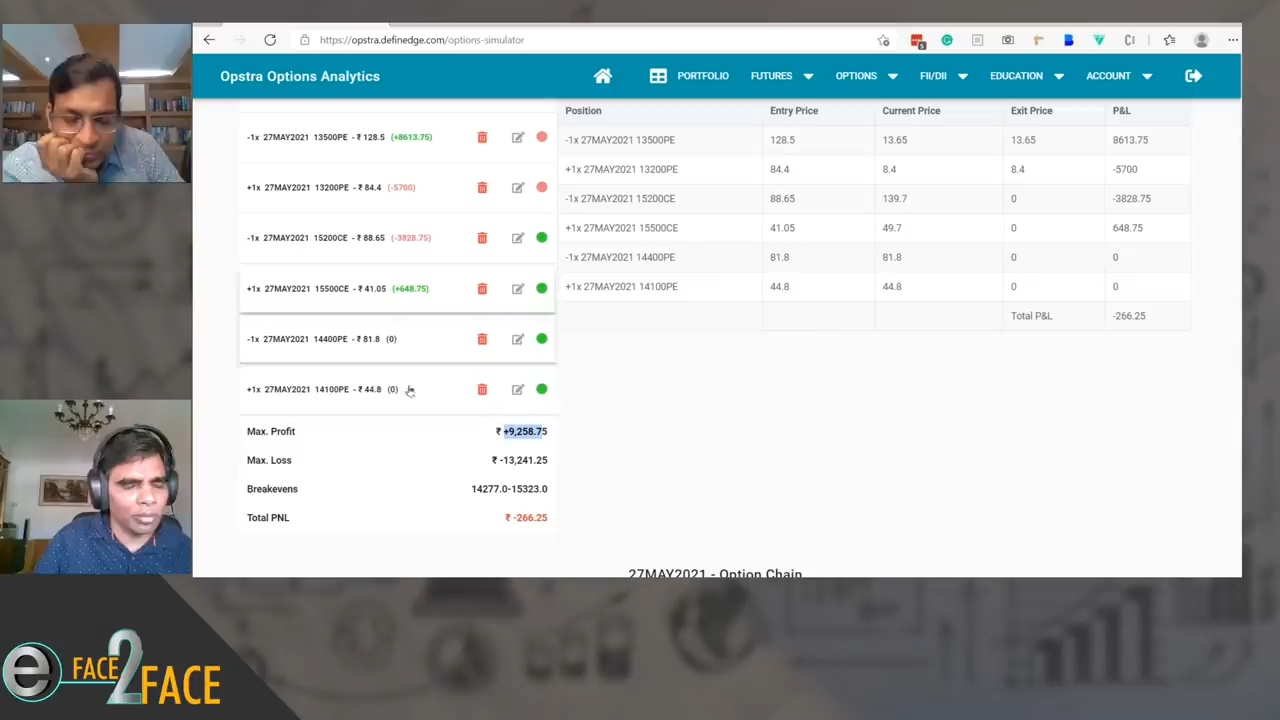 https://opstra.definedge.com/options-simulator
5
Opstra Options Analytics
PORTFOLIO
FUTURES
OPTIONS
FII/DII
EDUCATION
ACCOUNT
-1x 27MAY2021 13500PE - ₹ 128.5 (+8613.75)
+1x 27MAY2021 13200PE - ₹ 84.4 (-5700)
-1x 27MAY2021 15200CE - ₹ 88.65 (-3828.75)
+1x 27MAY2021 15500CE - ₹ 41.05 (+648.75)
-1x 27MAY2021 14400PE - ₹ 81.8 (0)
+1x 27MAY2021 14100PE - ₹ 44.8 (0)
Max. Profit ₹ +9,258.75
Max. Loss ₹ -13,241.25
Breakevens 14277.0-15323.0
Total PNL ₹ -266.25
Position Entry Price Current Price Exit Price P&L
-1x 27MAY2021 13500PE 128.5 13.65 13.65 8613.75
+1x 27MAY2021 13200PE 84.4 8.4 8.4 -5700
-1x 27MAY2021 15200CE 88.65 139.7 0 -3828.75
+1x 27MAY2021 15500CE 41.05 49.7 0 648.75
-1x 27MAY2021 14400PE 81.8 81.8 0 0
+1x 27MAY2021 14100PE 44.8 44.8 0 0
Total P&L -266.25
27MAY2021 - Option Chain
e FACE 2 FACE